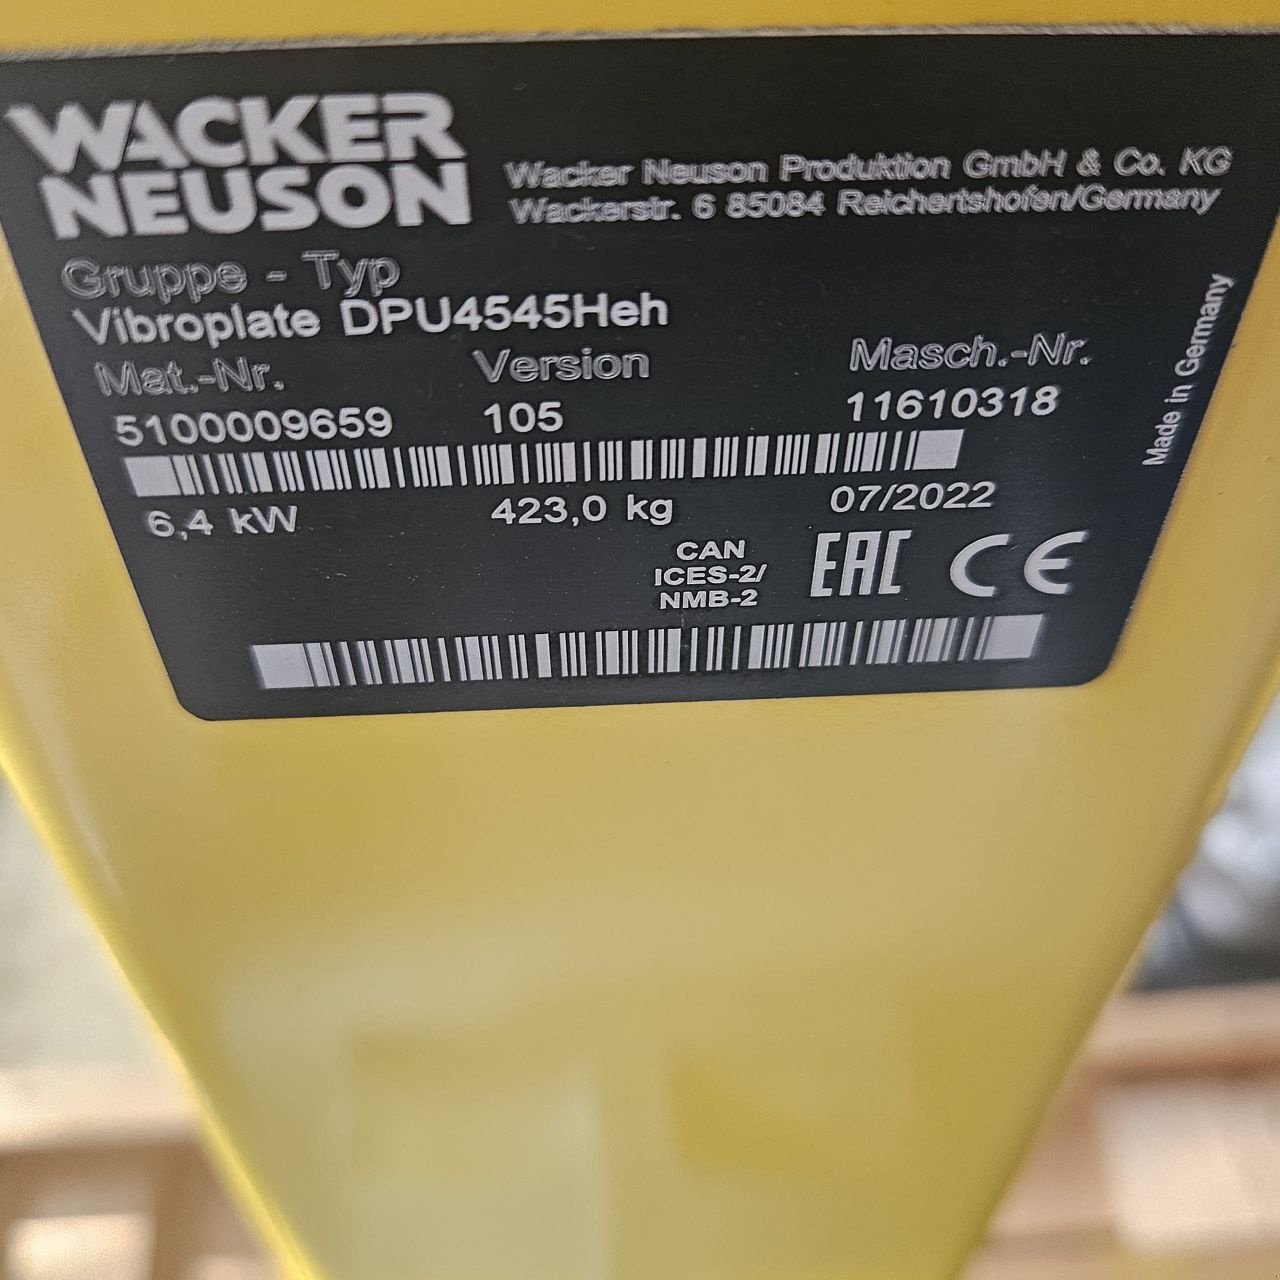 WACKER
NEUSON
Wacker Neuson Produktion GmbH & Co. KG
Wackerstr. 6 85084 Reichertshofen/Germany
Gruppe - Typ
Vibroplate DPU4545Heh
Mat.-Nr. Version Masch.-Nr.
5100009659 105 11610318
6,4 kW 423,0 kg 07/2022
CAN
ICES-2/
NMB-2
EAC CE
Made in Germany